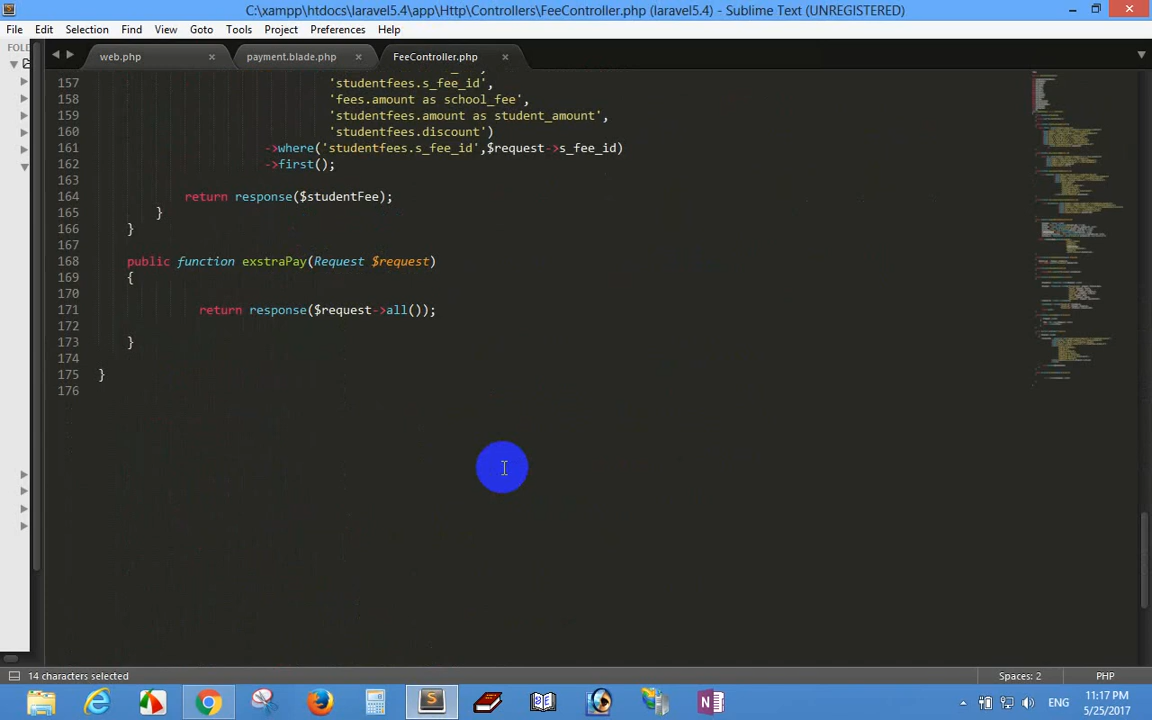 C:\xampp\htdocs\laravel5.4\app\Http\Controllers\FeeController.php (laravel5.4) - Sublime Text (UNREGISTERED)
File Edit Selection Find View Goto Tools Project Preferences Help
FOL
web.php
payment.blade.php
FeeController.php
157 'studentfees.s_fee_id',
158 'fees.amount as school_fee',
159 'studentfees.amount as student_amount',
160 'studentfees.discount')
161 ->where('studentfees.s_fee_id',$request->s_fee_id)
162 ->first();
163
164 return response($studentFee);
165 }
166 }
167
168 public function exstraPay(Request $request)
169 {
170
171 return response($request->all());
172
173 }
174
175 }
176
14 characters selected
Spaces: 2
PHP
ENG
11:17 PM
5/25/2017